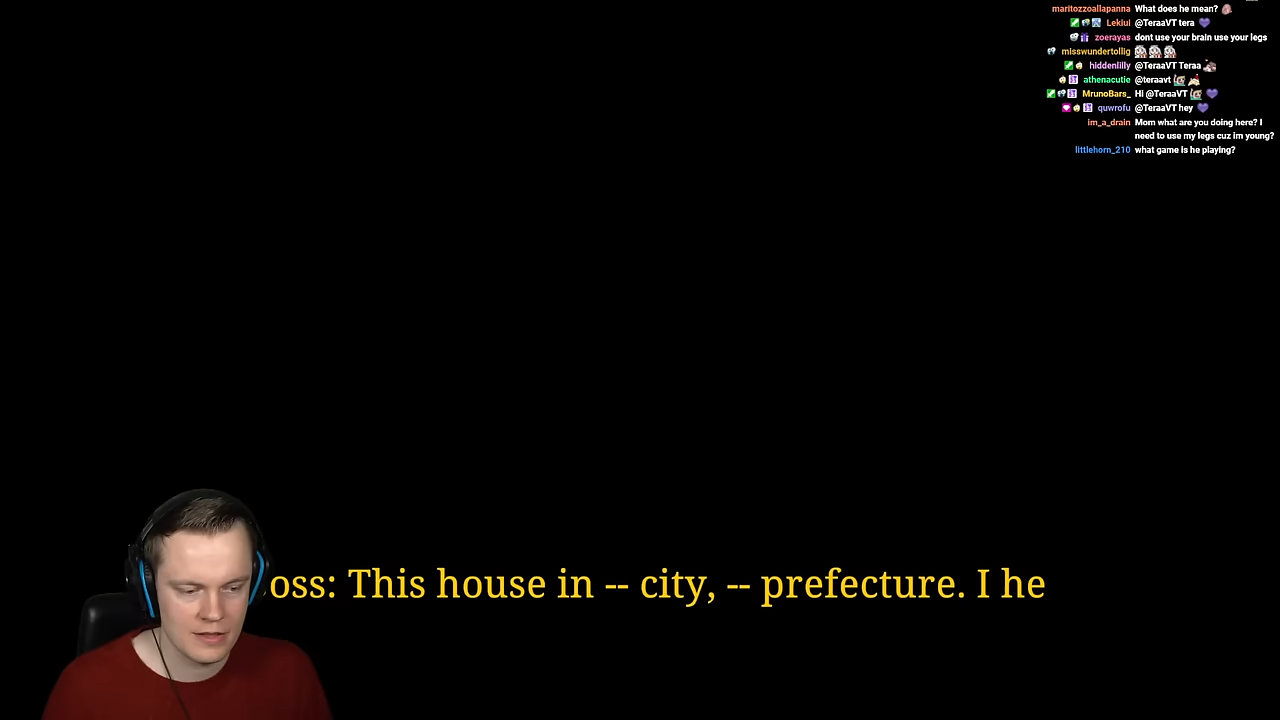 maritozzoallapanna What does he mean?
Lekiui @TeraaVT tera
zoerayas dont use your brain use your legs
misswundertollig
hiddenlilly @TeraaVT Teraa
athenacutie @teraavt
MrunoBars_ Hi @TeraaVT
quwrofu @TeraaVT hey
im_a_drain Mom what are you doing here? I
need to use my legs cuz im young?
littlehorn_210 what game is he playing?
oss: This house in -- city, -- prefecture. I he